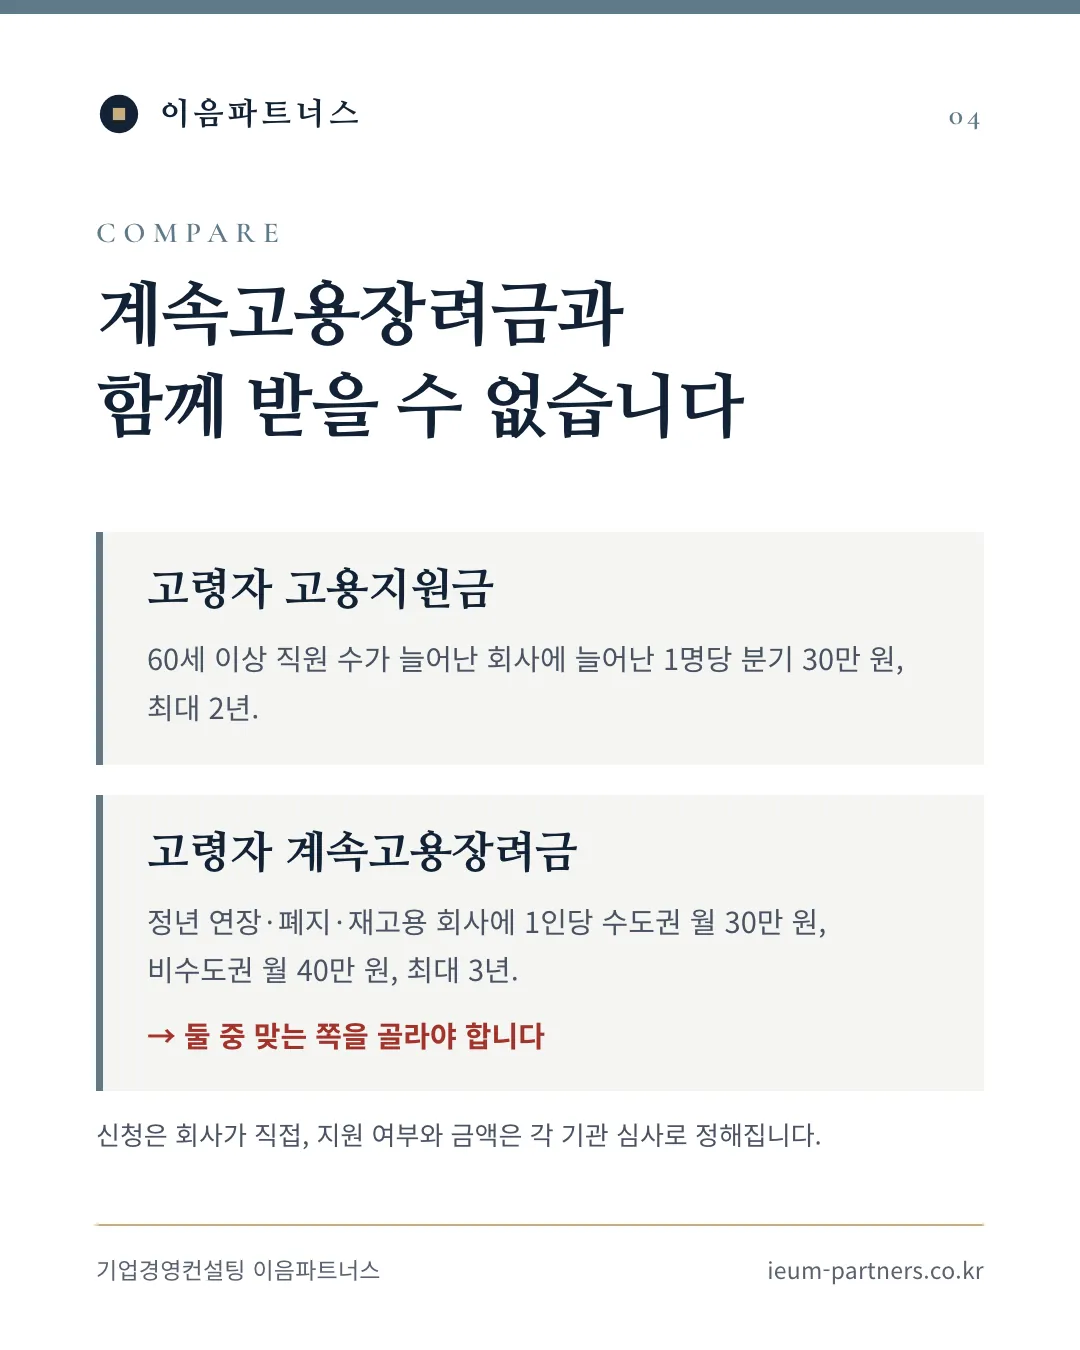 이음파트너스
04
COMPARE
계속고용장려금과
함께 받을 수 없습니다
고령자 고용지원금
60세 이상 직원 수가 늘어난 회사에 늘어난 1명당 분기 30만 원,
최대 2년.
고령자 계속고용장려금
정년 연장·폐지·재고용 회사에 1인당 수도권 월 30만 원,
비수도권 월 40만 원, 최대 3년.
→ 둘 중 맞는 쪽을 골라야 합니다
신청은 회사가 직접, 지원 여부와 금액은 각 기관 심사로 정해집니다.
기업경영컨설팅 이음파트너스
ieum-partners.co.kr